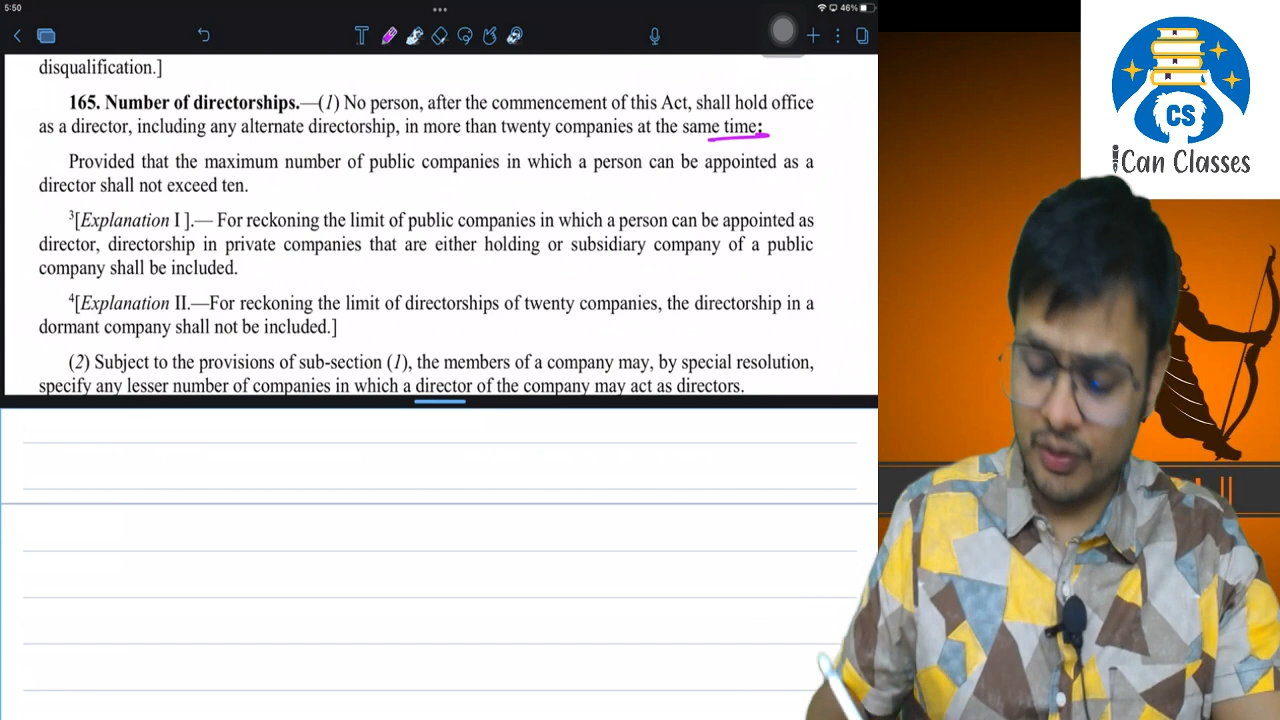 5:50
46%
disqualification.]
165. Number of directorships.—(1) No person, after the commencement of this Act, shall hold office
as a director, including any alternate directorship, in more than twenty companies at the same time:
Provided that the maximum number of public companies in which a person can be appointed as a
director shall not exceed ten.
3[Explanation I ].— For reckoning the limit of public companies in which a person can be appointed as
director, directorship in private companies that are either holding or subsidiary company of a public
company shall be included.
4[Explanation II.—For reckoning the limit of directorships of twenty companies, the directorship in a
dormant company shall not be included.]
(2) Subject to the provisions of sub-section (1), the members of a company may, by special resolution,
specify any lesser number of companies in which a director of the company may act as directors.
CS
iCan Classes